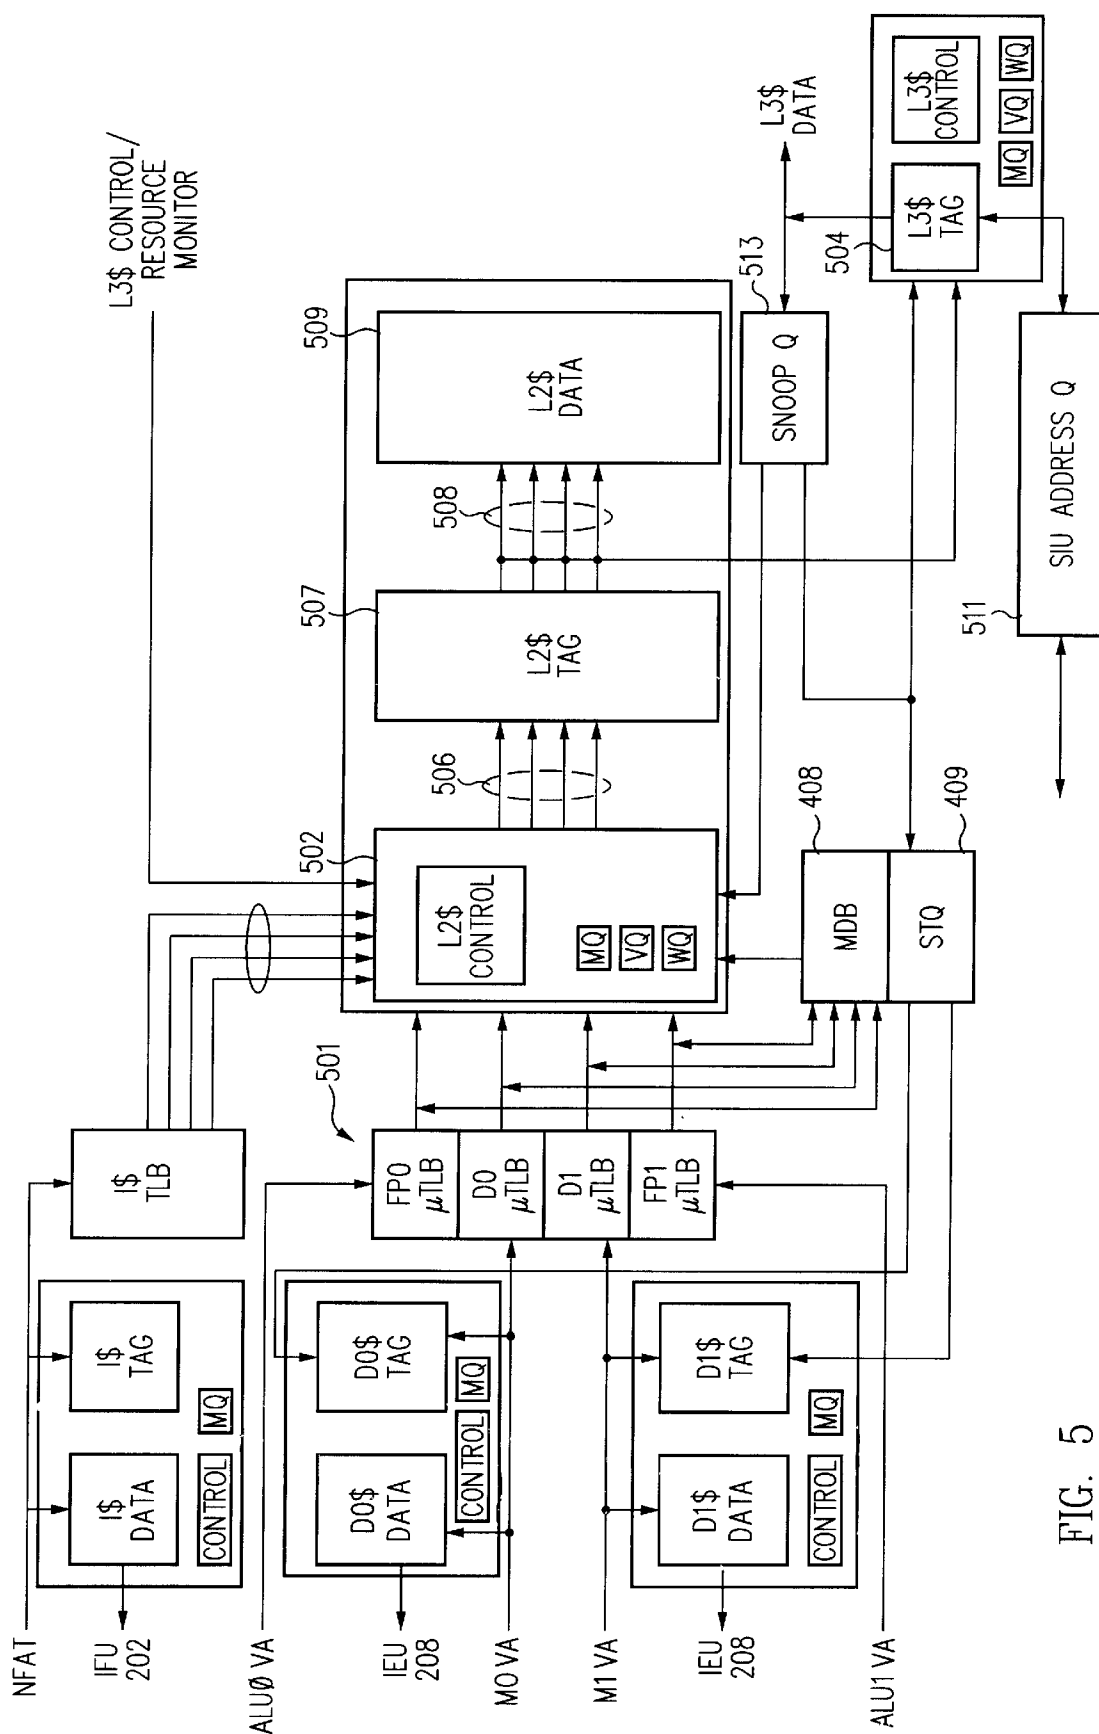 NFAT
IFU
202
I$
DATA
I$
TAG
CONTROL
MQ
I$
TLB
L3$ CONTROL/
RESOURCE
MONITOR
ALUØ VA
IEU
208
D0$
DATA
D0$
TAG
CONTROL
MQ
M0 VA
501
FP0
μTLB
D0
μTLB
D1
μTLB
FP1
μTLB
M1 VA
IEU
208
D1$
DATA
D1$
TAG
CONTROL
MQ
ALU1 VA
502
L2$
CONTROL
MQ
VQ
WQ
506
507
L2$
TAG
508
509
L2$
DATA
408
MDB
STQ
409
513
SNOOP Q
L3$
DATA
504
L3$
TAG
L3$
CONTROL
MQ
VQ
WQ
511
SIU ADDRESS Q
FIG. 5